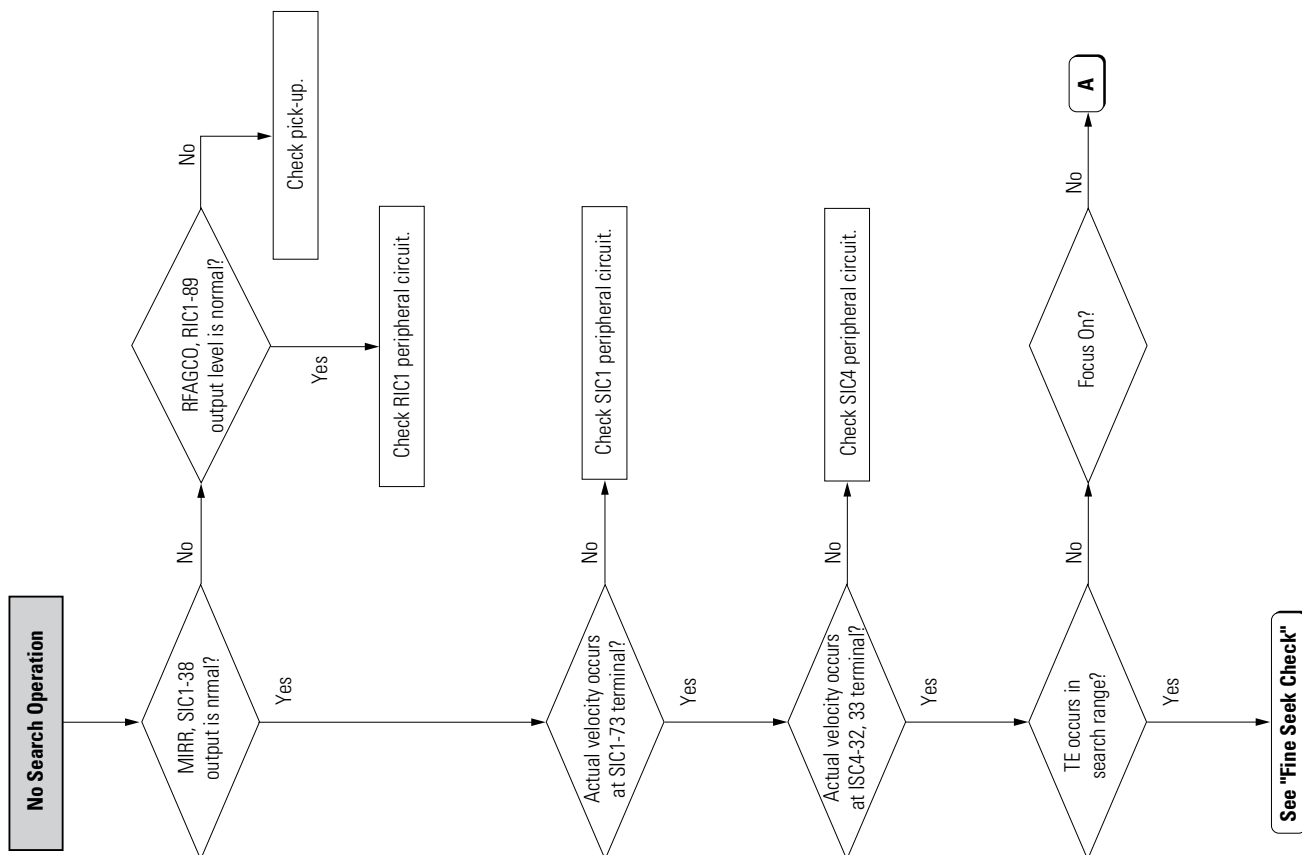 No Search Operation
MIRR, SIC1-38
output is nirmal?
No
RFAGCO, RIC1-89
output level is normal?
No
Check pick-up.
Yes
Check RIC1 peripheral circuit.
Yes
Actual velocity occurs
at SIC1-73 terminal?
No
Check SIC1 peripheral circuit.
Yes
Actual velocity occurs
at ISC4-32, 33 terminal?
No
Check SIC4 peripheral circuit.
Yes
TE occurs in
search range?
No
Focus On?
No
A
Yes
See "Fine Seek Check"